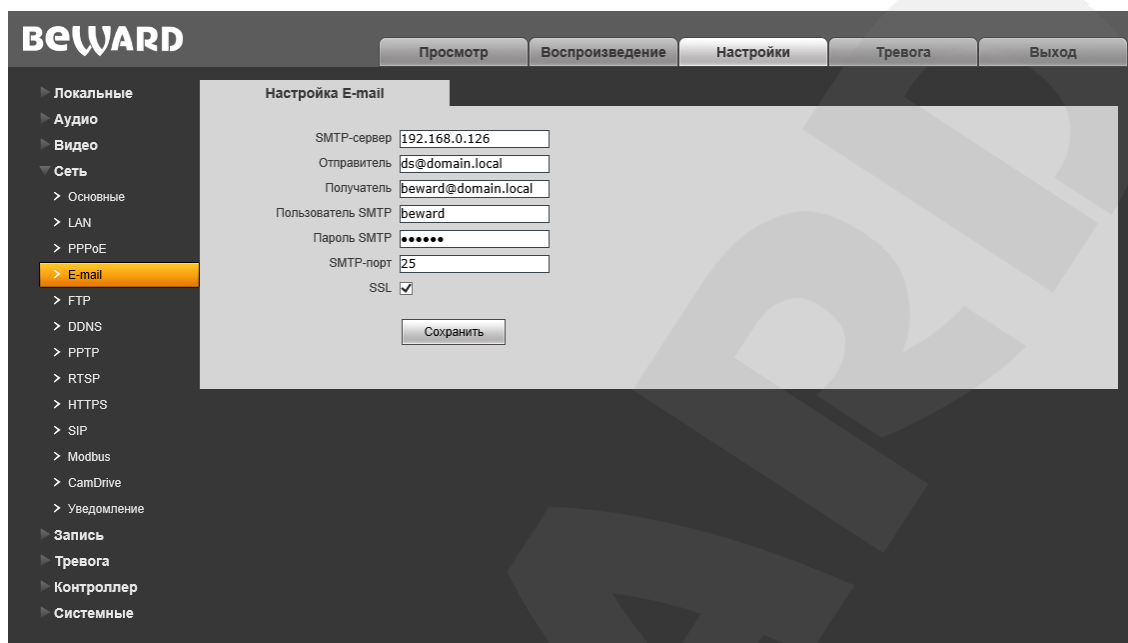 BEWARD
Просмотр Воспроизведение Настройки Тревога Выход
Локальные
Аудио
Видео
Сеть
Основные
LAN
PPPoE
E-mail
FTP
DDNS
PPTP
RTSP
HTTPS
SIP
Modbus
CamDrive
Уведомление
Запись
Тревога
Контроллер
Системные
Настройка E-mail
SMTP-сервер 192.168.0.126
Отправитель ds@domain.local
Получатель beward@domain.local
Пользователь SMTP beward
Пароль SMTP ••••••
SMTP-порт 25
SSL
Сохранить